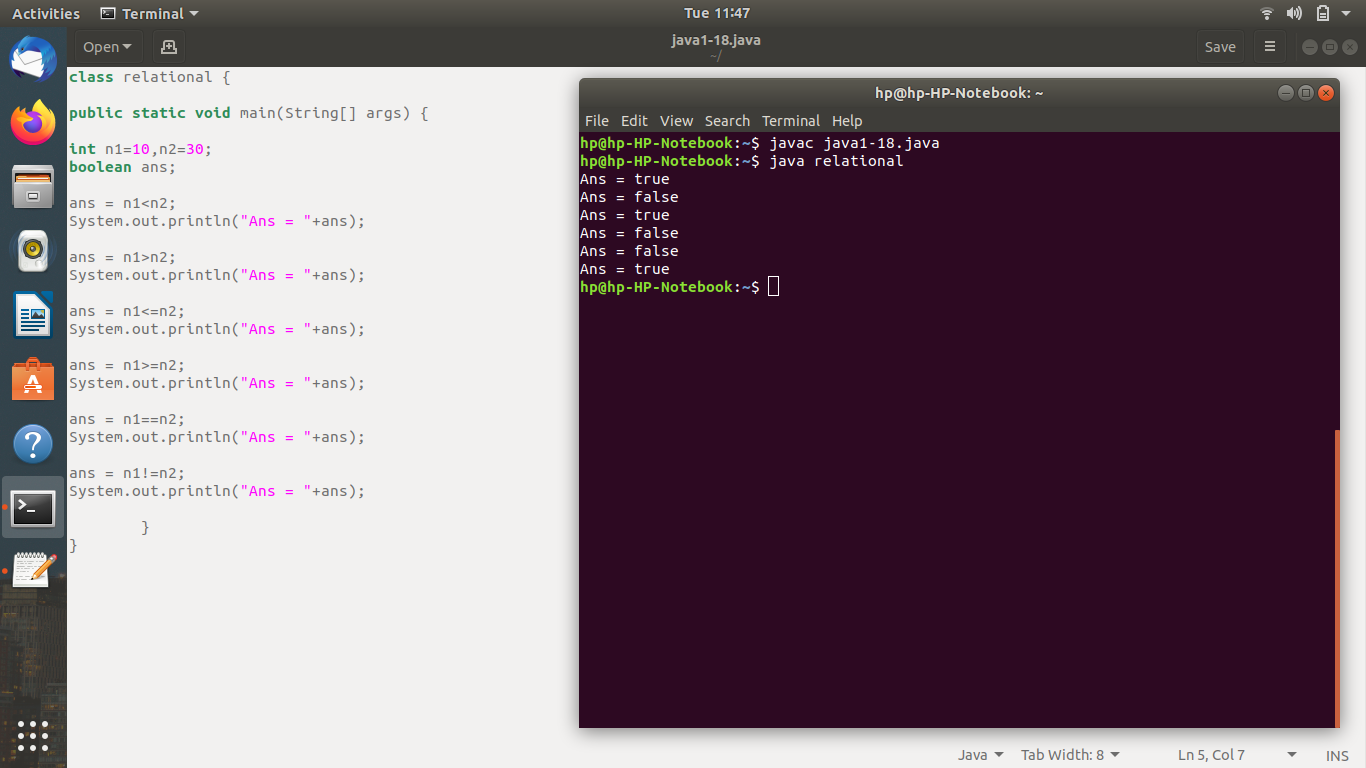 Activities Terminal Tue 11:47
Open java1-18.java Save
~/
class relational {
public static void main(String[] args) {
int n1=10,n2=30;
boolean ans;
ans = n1<n2;
System.out.println("Ans = "+ans);
ans = n1>n2;
System.out.println("Ans = "+ans);
ans = n1<=n2;
System.out.println("Ans = "+ans);
ans = n1>=n2;
System.out.println("Ans = "+ans);
ans = n1==n2;
System.out.println("Ans = "+ans);
ans = n1!=n2;
System.out.println("Ans = "+ans);
}
}
hp@hp-HP-Notebook: ~
File Edit View Search Terminal Help
hp@hp-HP-Notebook:~$ javac java1-18.java
hp@hp-HP-Notebook:~$ java relational
Ans = true
Ans = false
Ans = true
Ans = false
Ans = false
Ans = true
hp@hp-HP-Notebook:~$
Java Tab Width: 8 Ln 5, Col 7 INS